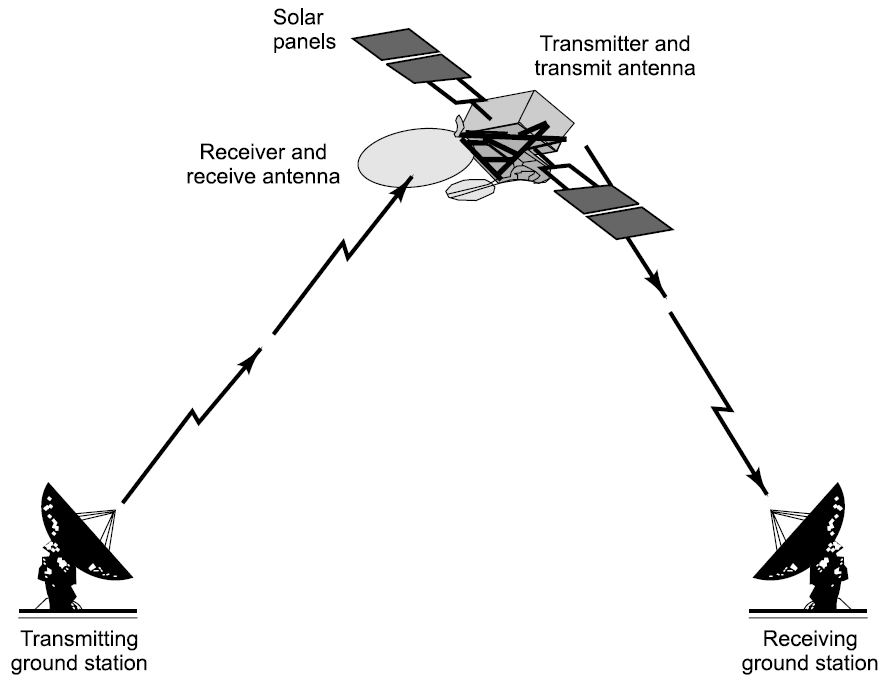 Solar
panels
Transmitter and
transmit antenna
Receiver and
receive antenna
Transmitting
ground station
Receiving
ground station